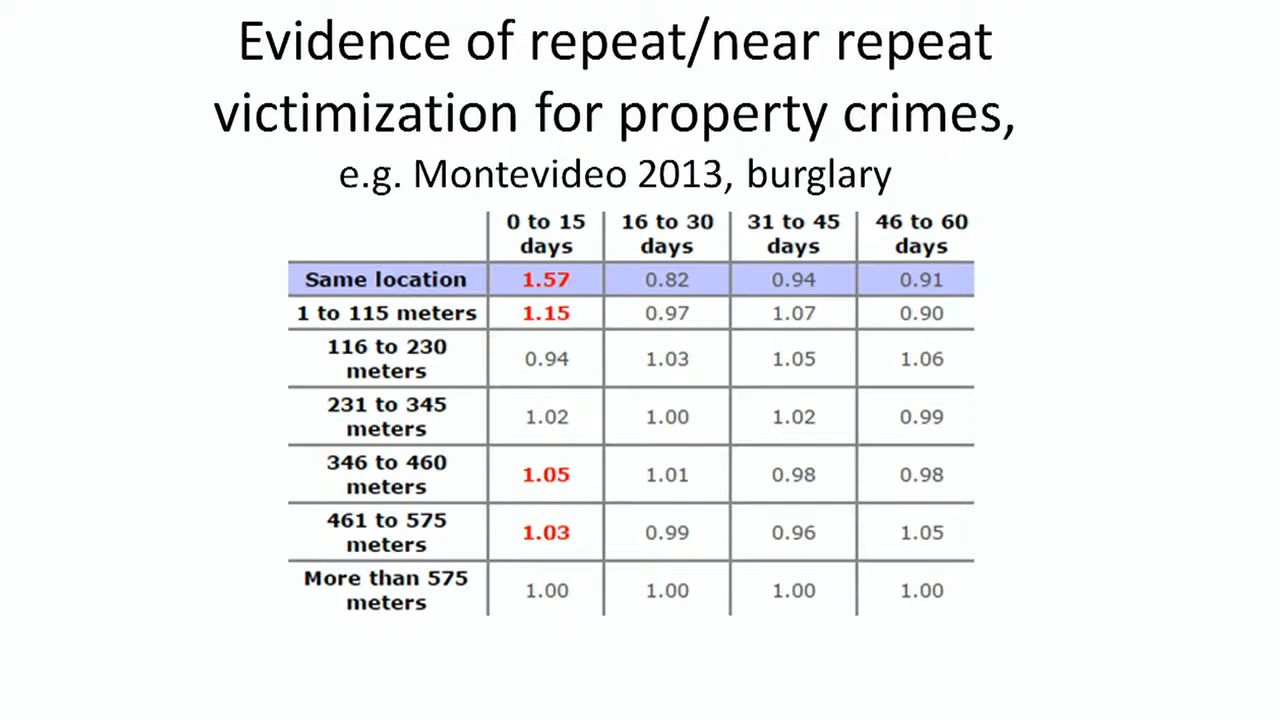 Evidence of repeat/near repeat
victimization for property crimes,
e.g. Montevideo 2013, burglary
0 to 15 days 16 to 30 days 31 to 45 days 46 to 60 days
Same location 1.57 0.82 0.94 0.91
1 to 115 meters 1.15 0.97 1.07 0.90
116 to 230 meters 0.94 1.03 1.05 1.06
231 to 345 meters 1.02 1.00 1.02 0.99
346 to 460 meters 1.05 1.01 0.98 0.98
461 to 575 meters 1.03 0.99 0.96 1.05
More than 575 meters 1.00 1.00 1.00 1.00